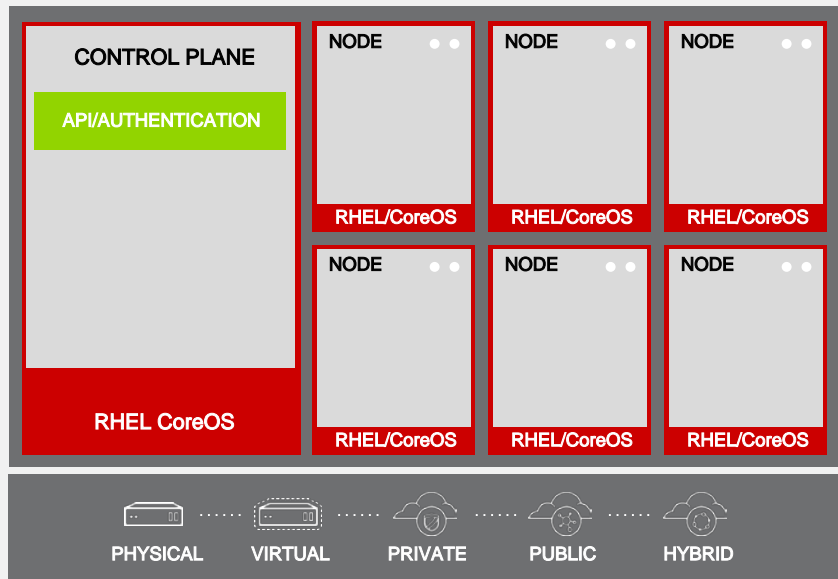 CONTROL PLANE
API/AUTHENTICATION
RHEL CoreOS
NODE
RHEL/CoreOS
NODE
RHEL/CoreOS
NODE
RHEL/CoreOS
NODE
RHEL/CoreOS
NODE
RHEL/CoreOS
NODE
RHEL/CoreOS
PHYSICAL
VIRTUAL
PRIVATE
PUBLIC
HYBRID